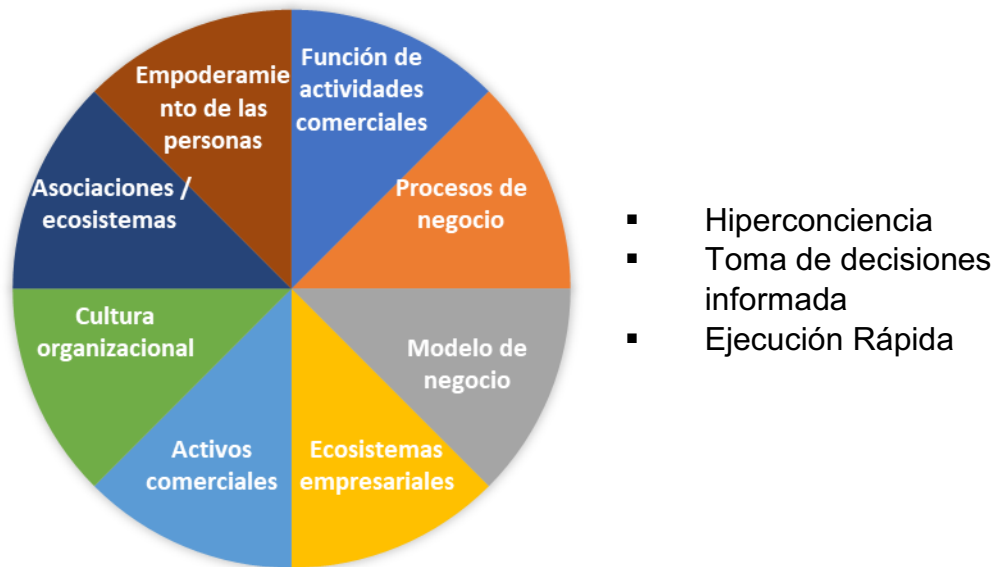 Función de
actividades
comerciales
Procesos de
negocio
Modelo de
negocio
Ecosistemas
empresariales
Activos
comerciales
Cultura
organizacional
Asociaciones /
ecosistemas
Empoderamie
nto de las
personas
▪ Hiperconciencia
▪ Toma de decisiones
informada
▪ Ejecución Rápida